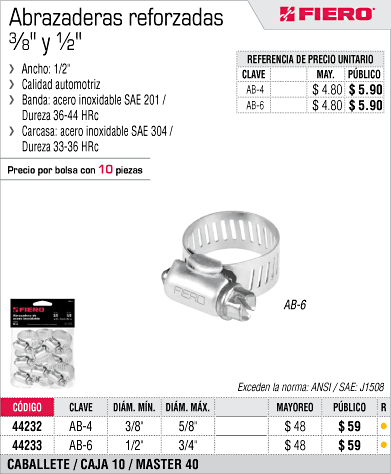 Abrazaderas reforzadas
3/8" y 1/2"
FIERO
› Ancho: 1/2"
› Calidad automotriz
› Banda: acero inoxidable SAE 201 /
Dureza 36-44 HRc
› Carcasa: acero inoxidable SAE 304 /
Dureza 33-36 HRc
Precio por bolsa con 10 piezas
REFERENCIA DE PRECIO UNITARIO
CLAVE MAY. PÚBLICO
AB-4 $ 4.80 $ 5.90
AB-6 $ 4.80 $ 5.90
FIERO
AB-6
FIERO
Abrazadera de
acero inoxidable
Exceden la norma: ANSI / SAE: J1508
CÓDIGO CLAVE DIÁM. MÍN. DIÁM. MÁX. MAYOREO PÚBLICO R
44232 AB-4 3/8" 5/8" $ 48 $ 59
44233 AB-6 1/2" 3/4" $ 48 $ 59
CABALLETE / CAJA 10 / MASTER 40